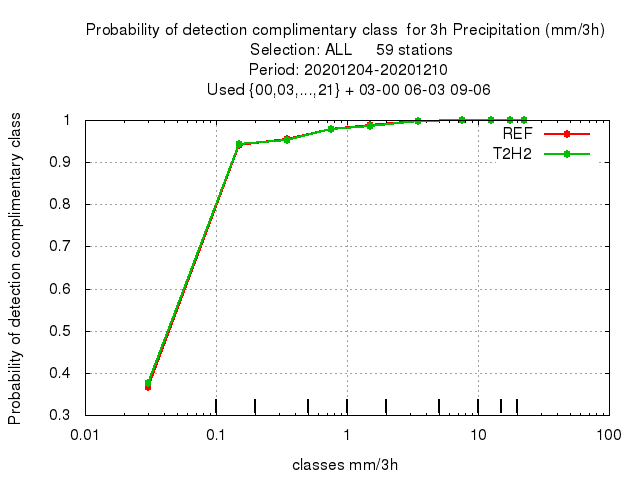 Probability of detection complimentary class  for 3h Precipitation (mm/3h)
Selection: ALL     59 stations
Period: 20201204-20201210
Used {00,03,...,21} + 03-00 06-03 09-06
Probability of detection complimentary class
1
0.9
0.8
0.7
0.6
0.5
0.4
0.3
REF
T2H2
0.01 0.1 1 10 100
classes mm/3h